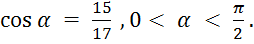 cos α = 15/17 , 0 < α < π/2 .